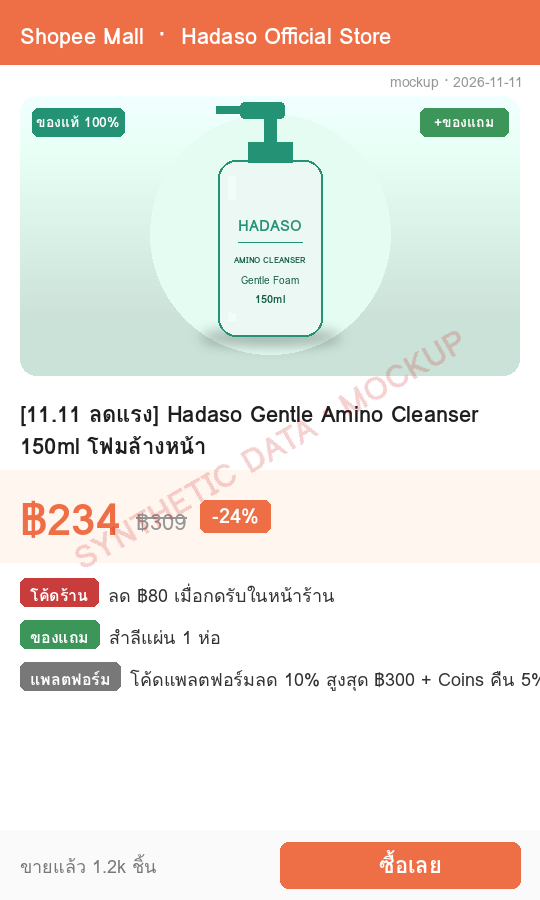 Shopee Mall · Hadaso Official Store
mockup · 2026-11-11
ของแท้ 100%
+ของแถม
HADASO
AMINO CLEANSER
Gentle Foam
150ml
[11.11 ลดแรง] Hadaso Gentle Amino Cleanser
150ml โฟมล้างหน้า
฿234 ฿309 -24%
SYNTHETIC DATA · MOCKUP
โค้ดร้าน ลด ฿80 เมื่อกดรับในหน้าร้าน
ของแถม สำลีแผ่น 1 ห่อ
แพลตฟอร์ม โค้ดแพลตฟอร์มลด 10% สูงสุด ฿300 + Coins คืน 5%
ขายแล้ว 1.2k ชิ้น
ซื้อเลย